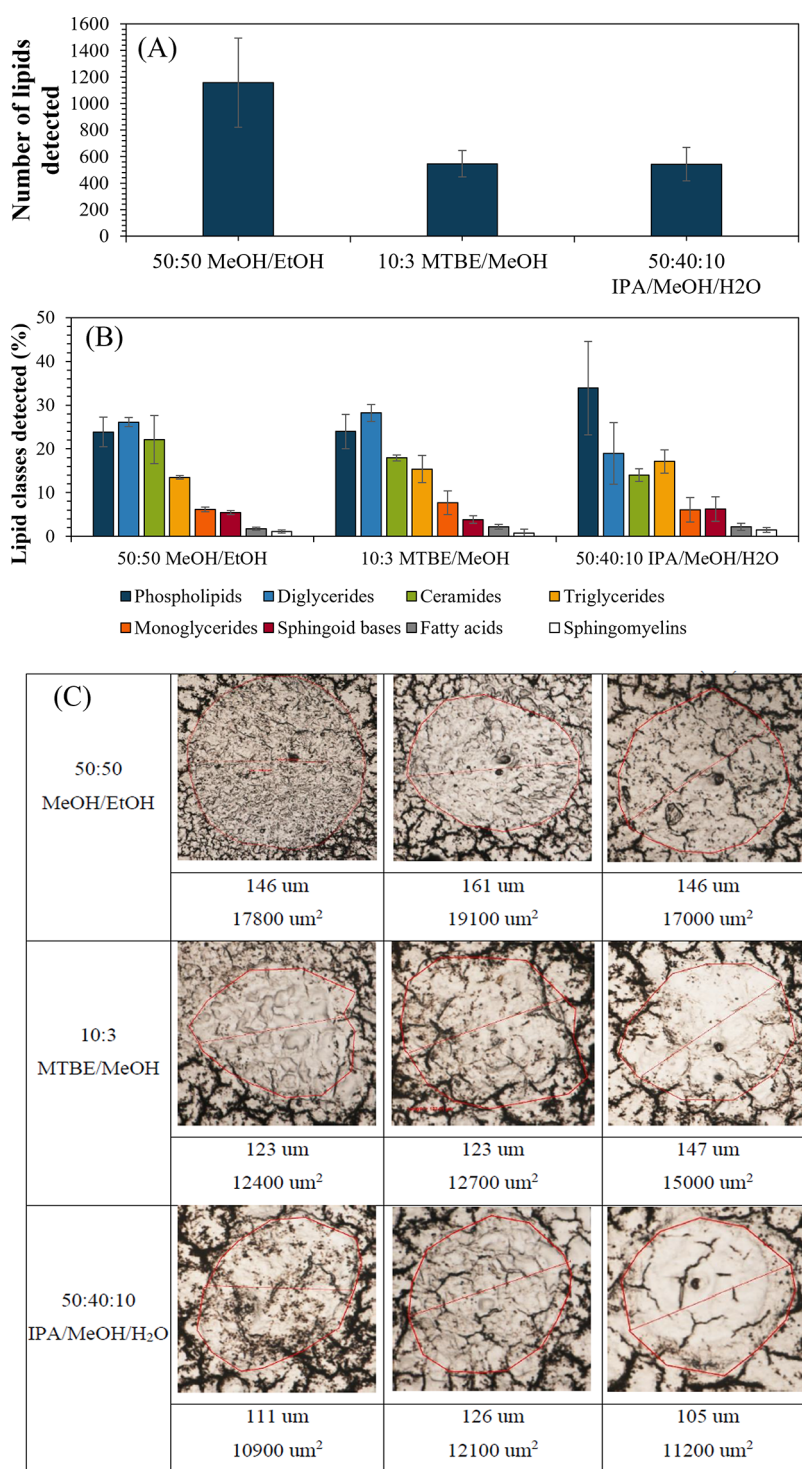 (A)
Number of lipids
detected
1600
1400
1200
1000
800
600
400
200
0
50:50 MeOH/EtOH
10:3 MTBE/MeOH
50:40:10
IPA/MeOH/H2O
(B)
Lipid classes detected (%)
50
40
30
20
10
0
50:50 MeOH/EtOH
10:3 MTBE/MeOH
50:40:10 IPA/MeOH/H2O
Phospholipids
Diglycerides
Ceramides
Triglycerides
Monoglycerides
Sphingoid bases
Fatty acids
Sphingomyelins
(C)
50:50
MeOH/EtOH
146 um
17800 um²
161 um
19100 um²
146 um
17000 um²
10:3
MTBE/MeOH
123 um
12400 um²
123 um
12700 um²
147 um
15000 um²
50:40:10
IPA/MeOH/H₂O
111 um
10900 um²
126 um
12100 um²
105 um
11200 um²